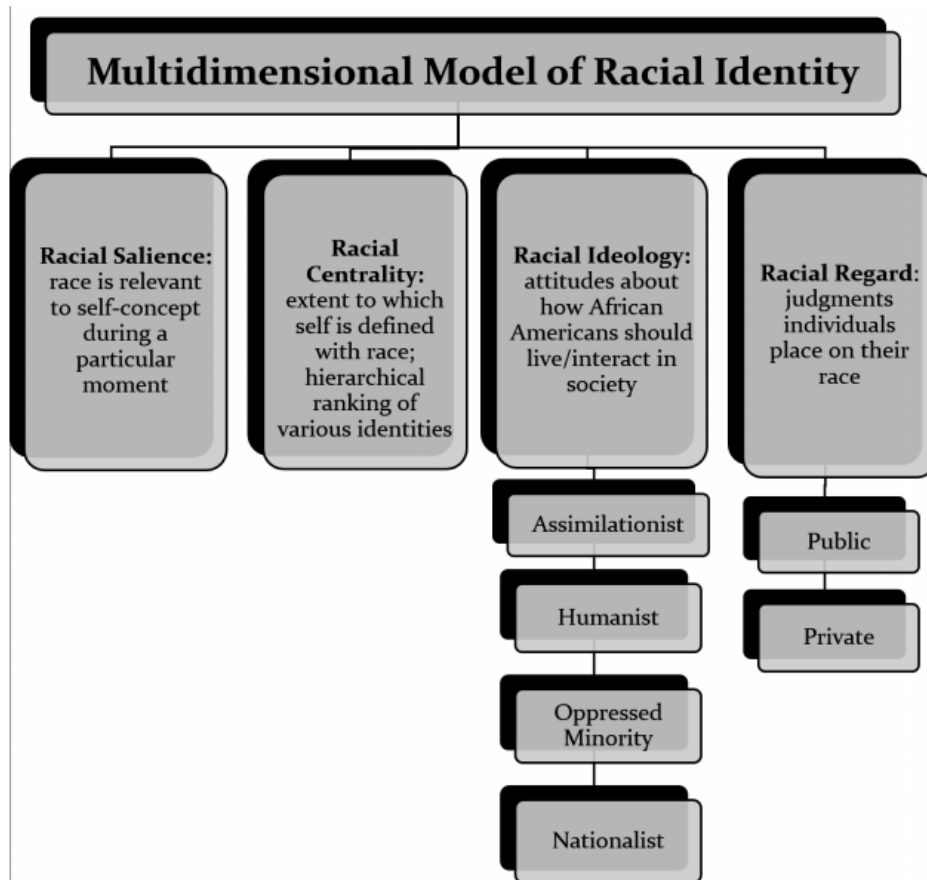 Multidimensional Model of Racial Identity
Racial Salience:
race is relevant
to self-concept
during a
particular
moment
Racial
Centrality:
extent to which
self is defined
with race;
hierarchical
ranking of
various identities
Racial Ideology:
attitudes about
how African
Americans should
live/interact in
society
Racial Regard:
judgments
individuals
place on their
race
Assimilationist
Humanist
Oppressed
Minority
Nationalist
Public
Private